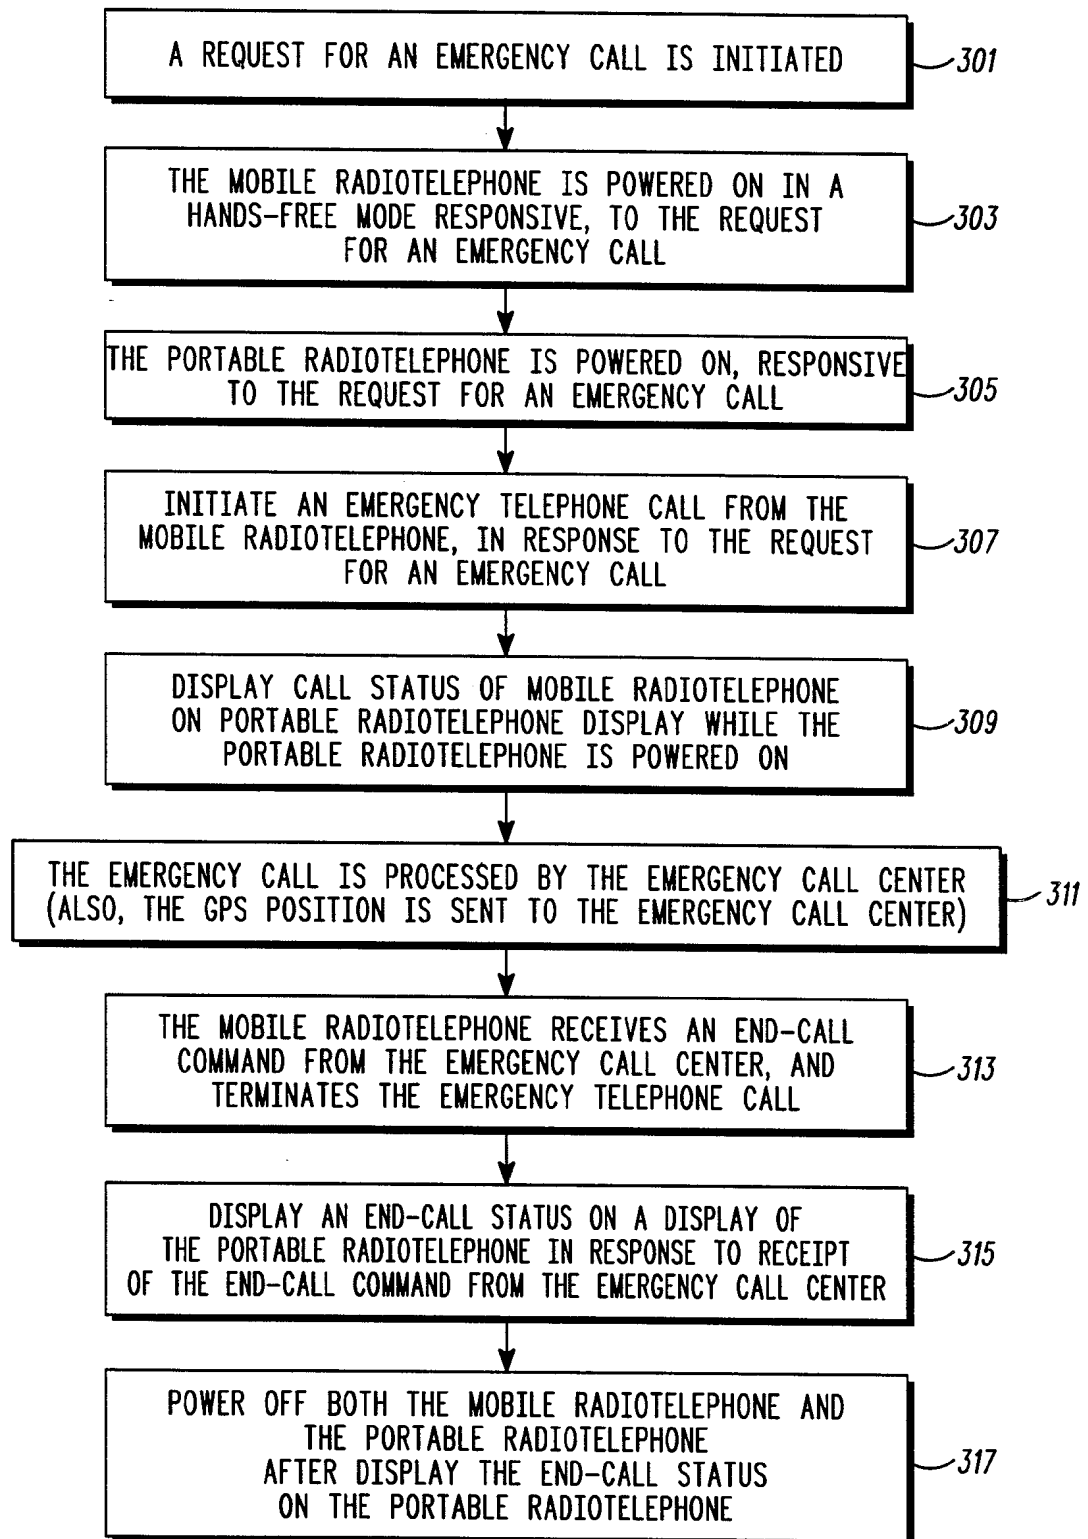 A REQUEST FOR AN EMERGENCY CALL IS INITIATED
301
THE MOBILE RADIOTELEPHONE IS POWERED ON IN A
HANDS-FREE MODE RESPONSIVE, TO THE REQUEST
FOR AN EMERGENCY CALL
303
THE PORTABLE RADIOTELEPHONE IS POWERED ON, RESPONSIVE
TO THE REQUEST FOR AN EMERGENCY CALL
305
INITIATE AN EMERGENCY TELEPHONE CALL FROM THE
MOBILE RADIOTELEPHONE, IN RESPONSE TO THE REQUEST
FOR AN EMERGENCY CALL
307
DISPLAY CALL STATUS OF MOBILE RADIOTELEPHONE
ON PORTABLE RADIOTELEPHONE DISPLAY WHILE THE
PORTABLE RADIOTELEPHONE IS POWERED ON
309
THE EMERGENCY CALL IS PROCESSED BY THE EMERGENCY CALL CENTER
(ALSO, THE GPS POSITION IS SENT TO THE EMERGENCY CALL CENTER)
311
THE MOBILE RADIOTELEPHONE RECEIVES AN END-CALL
COMMAND FROM THE EMERGENCY CALL CENTER, AND
TERMINATES THE EMERGENCY TELEPHONE CALL
313
DISPLAY AN END-CALL STATUS ON A DISPLAY OF
THE PORTABLE RADIOTELEPHONE IN RESPONSE TO RECEIPT
OF THE END-CALL COMMAND FROM THE EMERGENCY CALL CENTER
315
POWER OFF BOTH THE MOBILE RADIOTELEPHONE AND
THE PORTABLE RADIOTELEPHONE
AFTER DISPLAY THE END-CALL STATUS
ON THE PORTABLE RADIOTELEPHONE
317